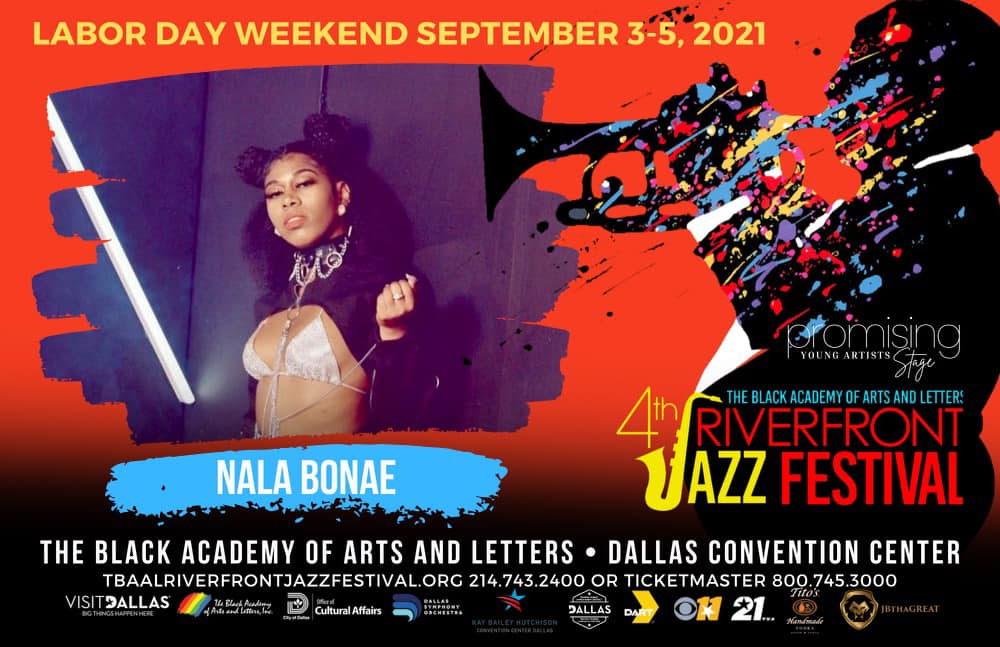 LABOR DAY WEEKEND SEPTEMBER 3-5, 2021
promising
YOUNG ARTISTS
Stage
THE BLACK ACADEMY OF ARTS AND LETTERS
4th RIVERFRONT
JAZZ FESTIVAL
NALA BONAE
THE BLACK ACADEMY OF ARTS AND LETTERS • DALLAS CONVENTION CENTER
TBAALRIVERFRONTJAZZFESTIVAL.ORG 214.743.2400 OR TICKETMASTER 800.745.3000
VISITDALLAS
BIG THINGS HAPPEN HERE
The Black Academy
of Arts and Letters, Inc.
City of Dallas
Office of
Cultural Affairs
DALLAS
SYMPHONY
ORCHESTRA
KAY BAILEY HUTCHISON
CONVENTION CENTER DALLAS
DALLAS
DART
11
21
Tito's
Handmade
VODKA
JBTHAGREAT